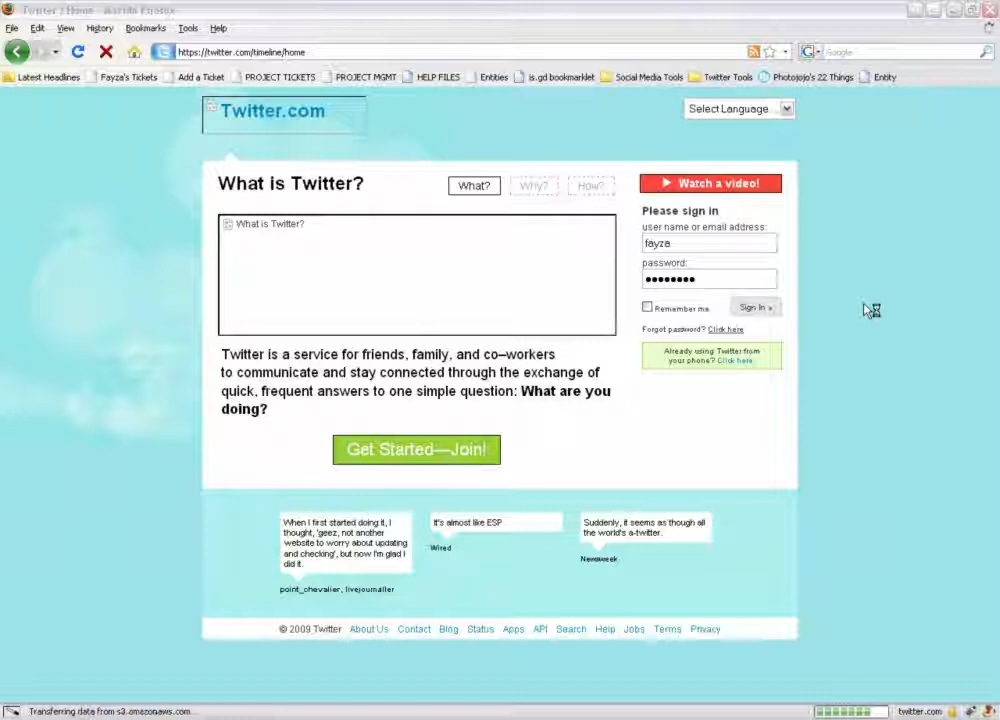 Twitter / Home - Mozilla Firefox
File Edit View History Bookmarks Tools Help
https://twitter.com/timeline/home
Google
Latest Headlines Fayza's Tickets Add a Ticket PROJECT TICKETS PROJECT MGMT HELP FILES Entities is.gd bookmarklet Social Media Tools Twitter Tools Photojojo's 22 Things Entity
Twitter.com
Select Language
What is Twitter?
What? Why? How?
Watch a video!
What is Twitter?
Please sign in
user name or email address:
fayza
password:
Remember me
Sign In »
Forgot password? Click here
Already using Twitter from
your phone? Click here
Twitter is a service for friends, family, and co–workers
to communicate and stay connected through the exchange of
quick, frequent answers to one simple question: What are you
doing?
Get Started—Join!
When I first started doing it, I
thought, 'geez, not another
website to worry about updating
and checking', but now I'm glad I
did it.
point_chevalier, livejournaller
It's almost like ESP
Wired
Suddenly, it seems as though all
the world's a-twitter.
Newsweek
© 2009 Twitter About Us Contact Blog Status Apps API Search Help Jobs Terms Privacy
Transferring data from s3.amazonaws.com...
twitter.com